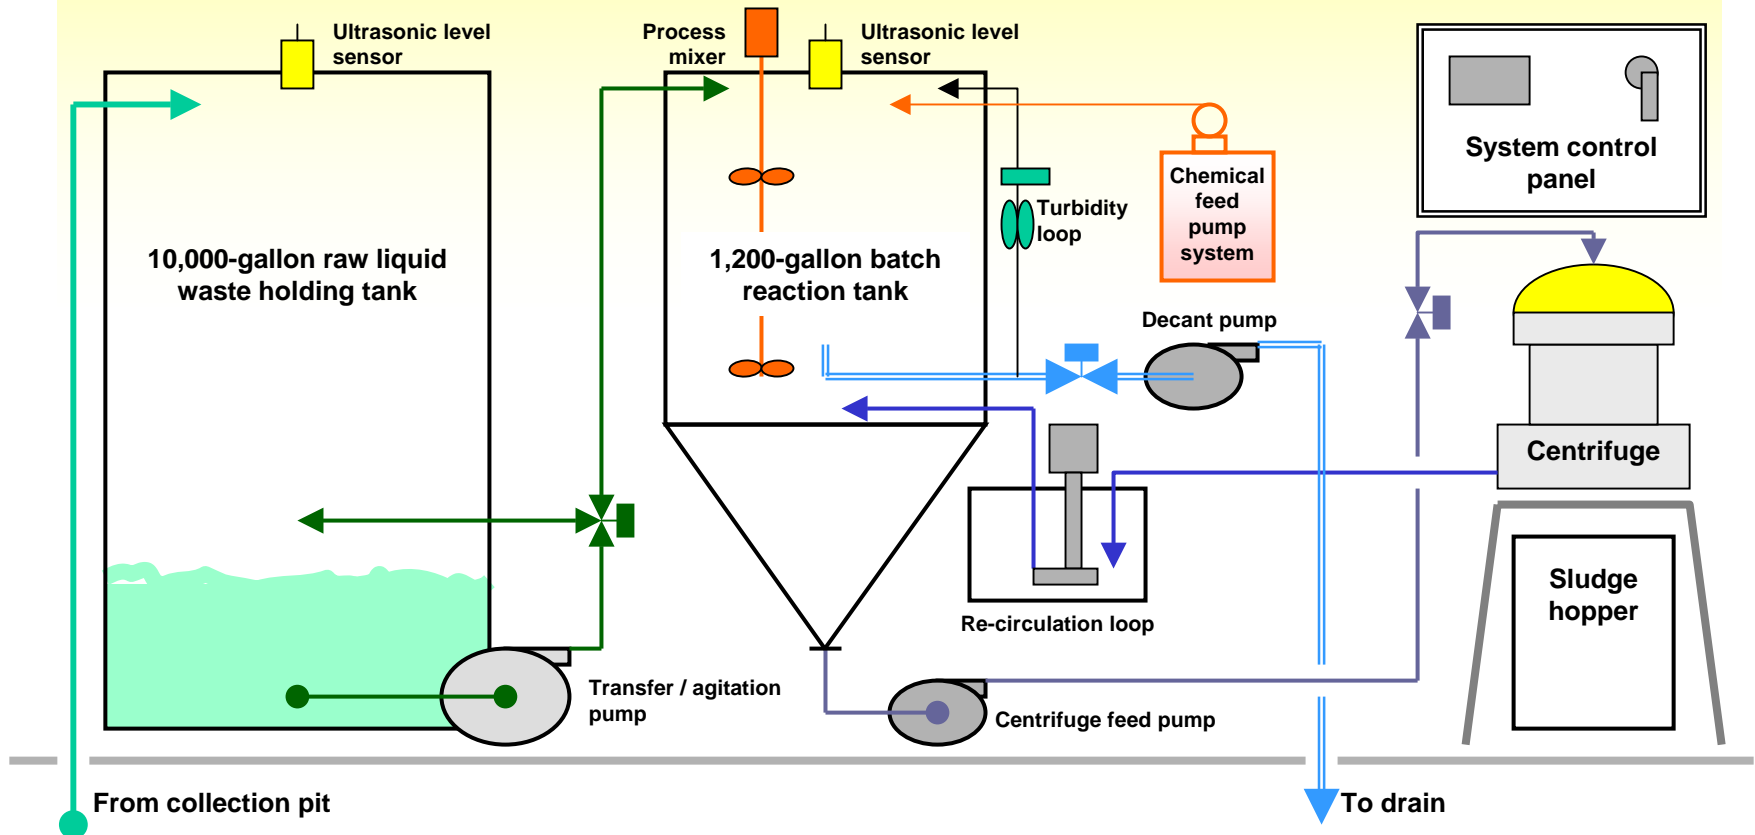 Ultrasonic level
sensor
Process
mixer
Ultrasonic level
sensor
System control
panel
Chemical
feed
pump
system
Turbidity
loop
10,000-gallon raw liquid
waste holding tank
1,200-gallon batch
reaction tank
Decant pump
Centrifuge
Re-circulation loop
Sludge
hopper
Transfer / agitation
pump
Centrifuge feed pump
From collection pit
To drain